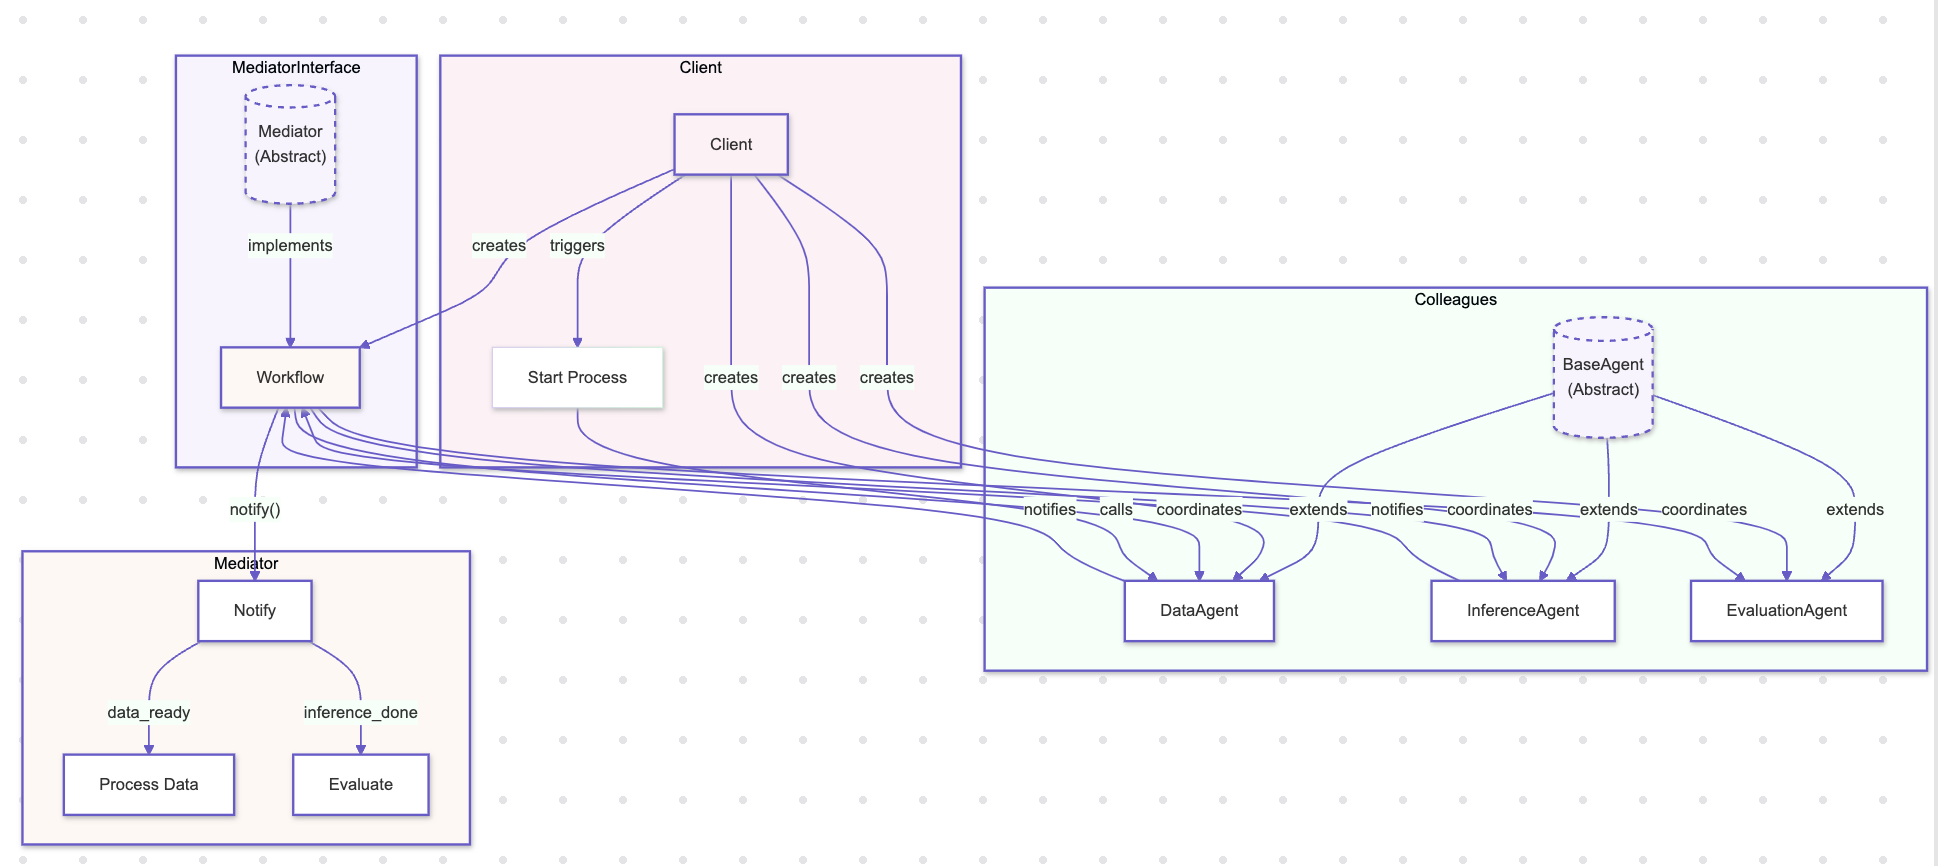 MediatorInterface
Client
Mediator
(Abstract)
Client
implements
creates
triggers
Colleagues
BaseAgent
(Abstract)
Workflow
Start Process
creates
creates
creates
notify()
notifies
calls
coordinates
extends
notifies
coordinates
extends
coordinates
extends
Mediator
Notify
DataAgent
InferenceAgent
EvaluationAgent
data_ready
inference_done
Process Data
Evaluate